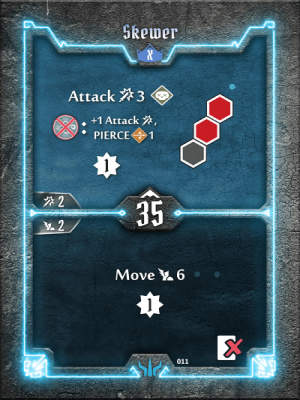 Skewer
X
Attack 3
+1 Attack ,
PIERCE 1
1
2
35
2
Move 6
1
011